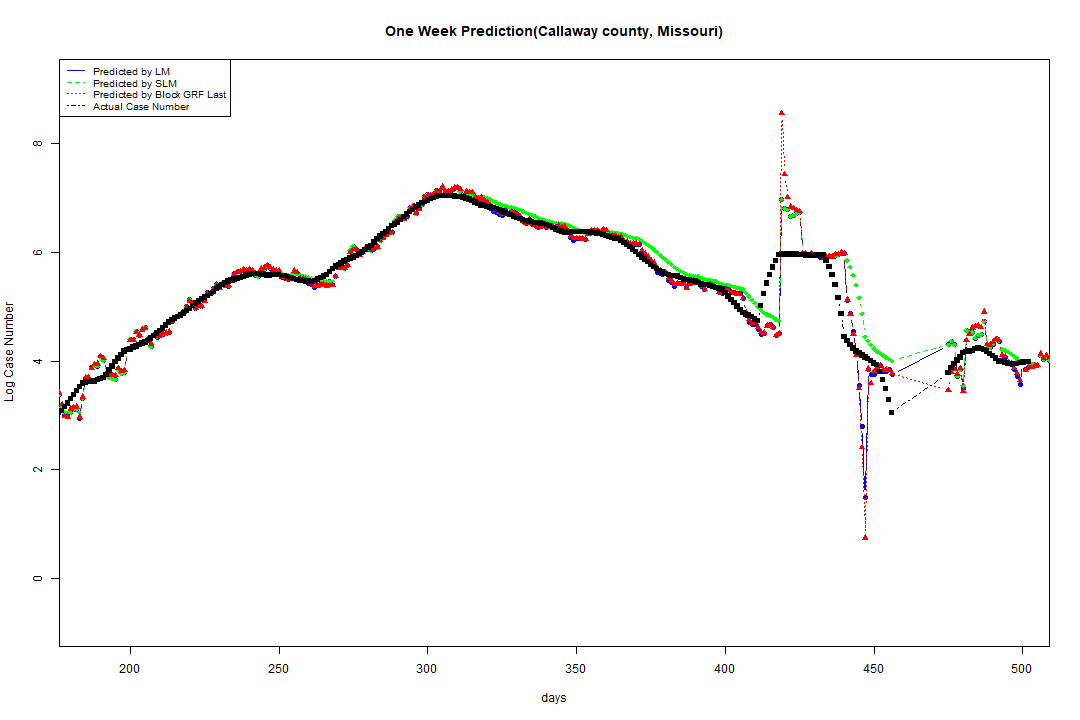 One Week Prediction(Callaway county, Missouri)
Predicted by LM
Predicted by SLM
Predicted by Block GRF Last
Actual Case Number
Log Case Number
8
6
4
2
0
200 250 300 350 400 450 500
days